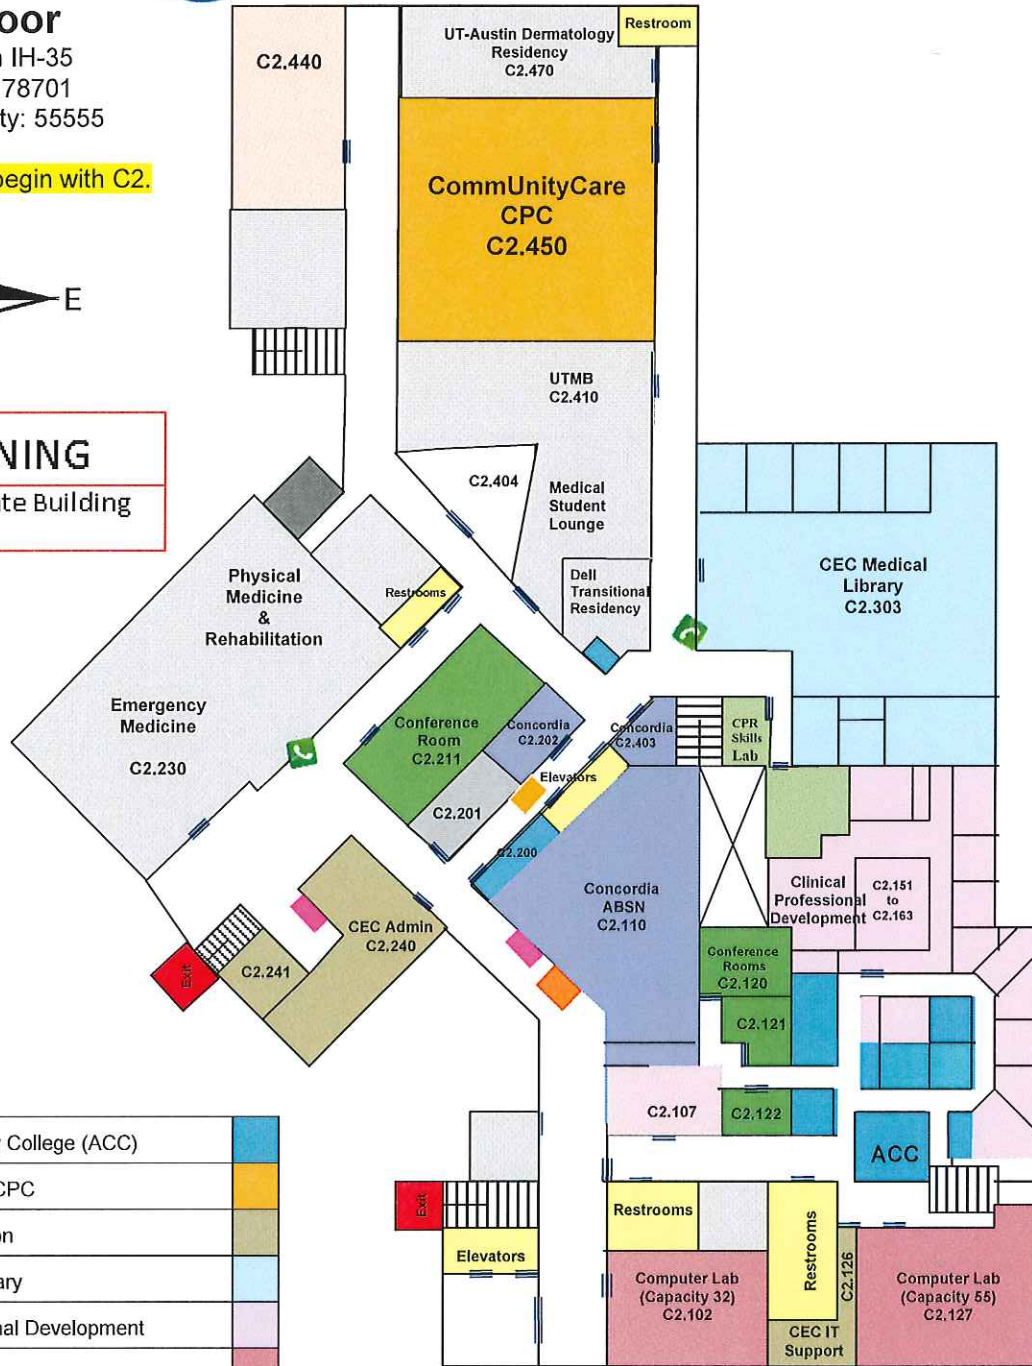 oor
IH-35
78701
ty: 55555
begin with C2.
E
NING
te Building
C2.440
UT-Austin Dermatology
Residency
C2.470
Restroom
CommUnityCare
CPC
C2.450
UTMB
C2.410
C2.404
Medical
Student
Lounge
Dell
Transitional
Residency
CEC Medical
Library
C2.303
Physical
Medicine
&
Rehabilitation
Restrooms
Emergency
Medicine
C2.230
Conference
Room
C2.211
Concordia
C2.202
Concordia
C2.403
CPR
Skills
Lab
Elevators
C2.201
C2.200
Concordia
ABSN
C2.110
Clinical
Professional
Development
C2.151
to
C2.163
CEC Admin
C2.240
C2.241
Exit
Conference
Rooms
C2.120
C2.121
C2.107
C2.122
ACC
Exit
Elevators
Restrooms
Restrooms
C2.126
Computer Lab
(Capacity 32)
C2.102
CEC IT
Support
Computer Lab
(Capacity 55)
C2.127
College (ACC)
CPC
on
ary
nal Development